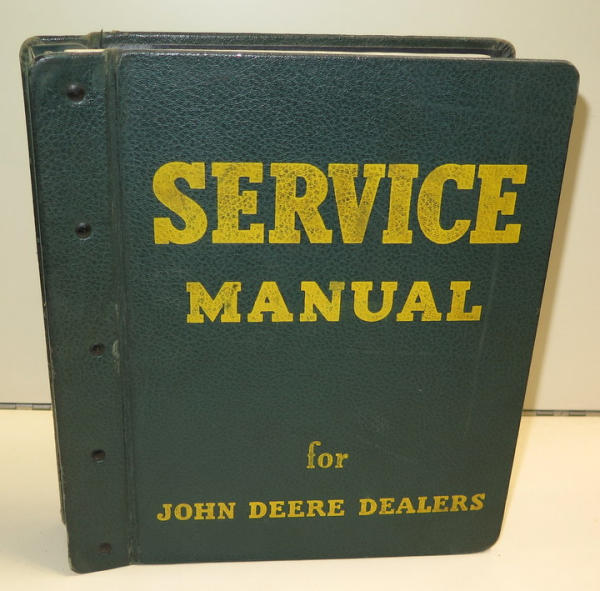 SERVICE
MANUAL
for
JOHN DEERE DEALERS